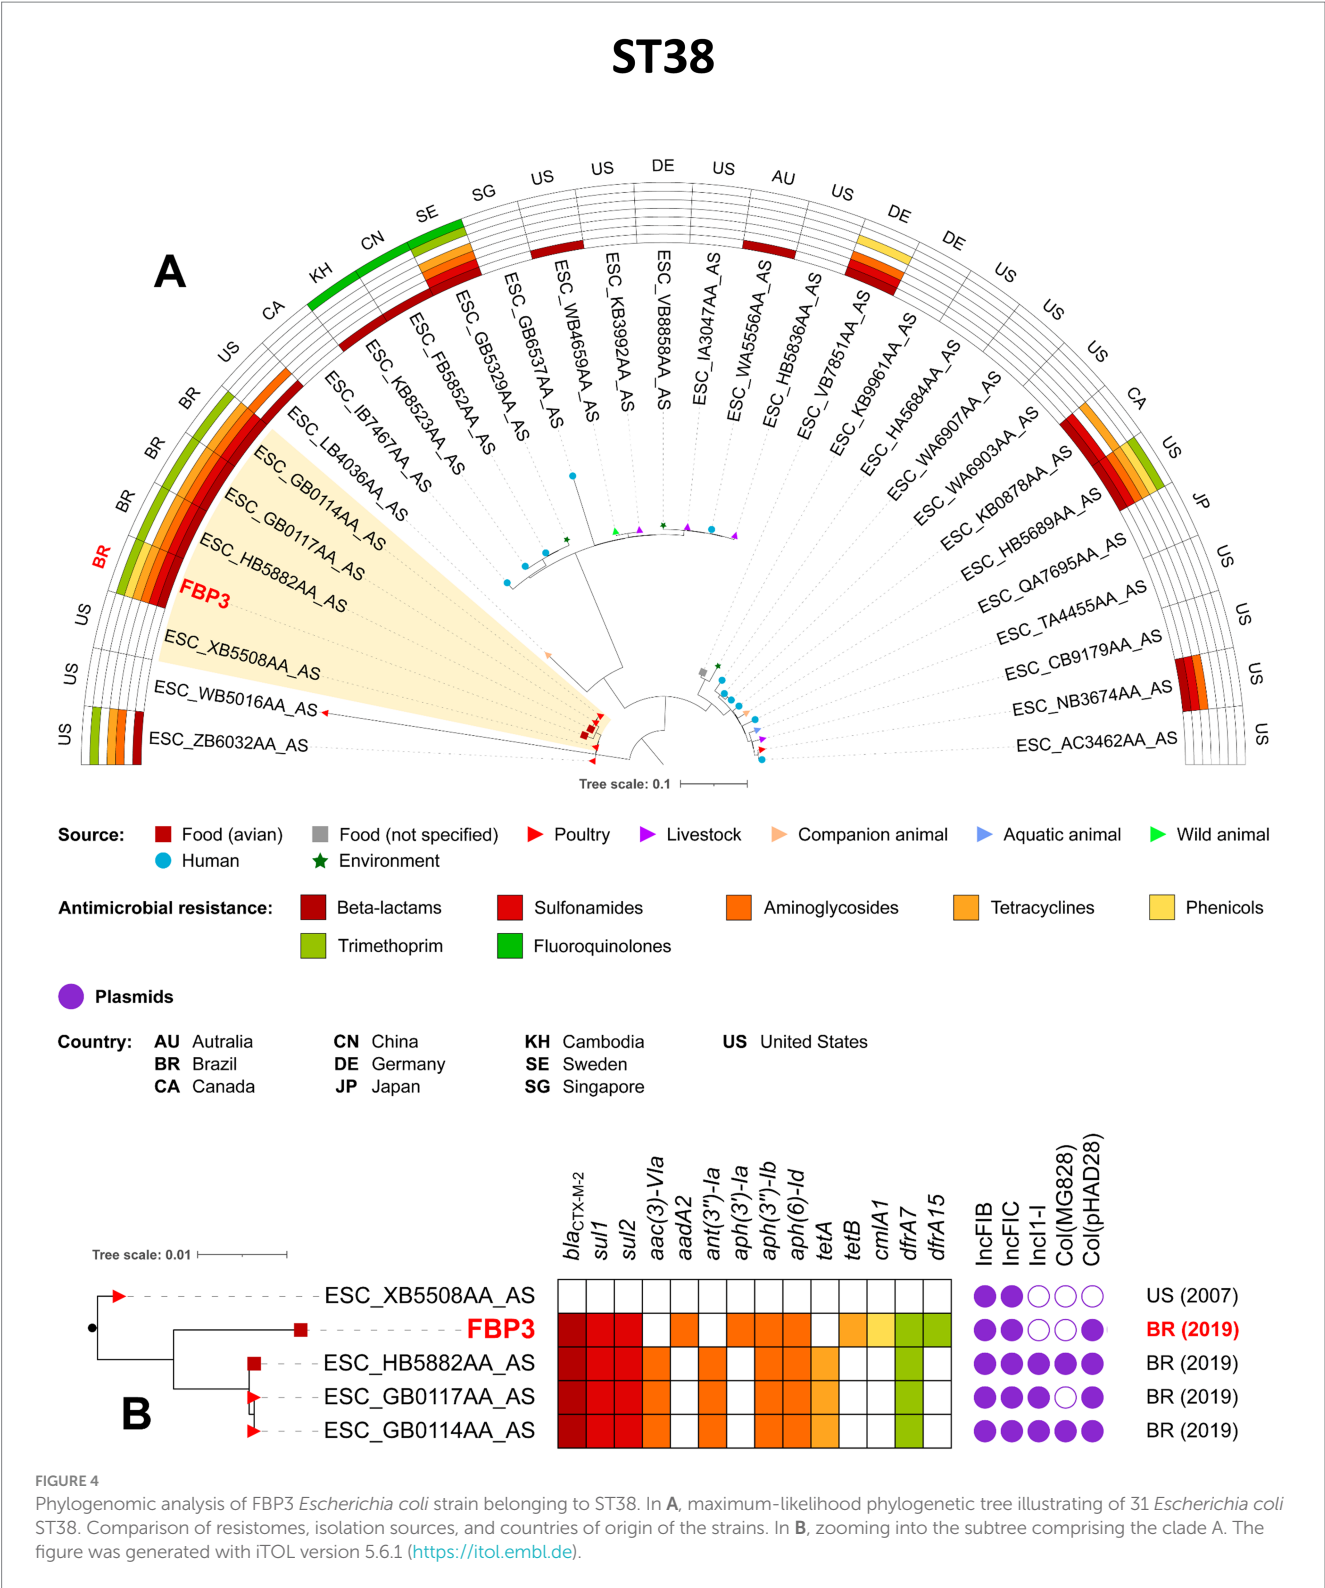 ST38
A
US
US
US
BR
BR
BR
BR
US
CA
KH
CN
SE
SG
US
US
DE
US
AU
US
DE
DE
US
US
US
CA
US
JP
US
US
US
US
ESC_ZB6032AA_AS
ESC_WB5016AA_AS
ESC_XB5508AA_AS
FBP3
ESC_HB5882AA_AS
ESC_GB0117AA_AS
ESC_GB0114AA_AS
ESC_LB4036AA_AS
ESC_IB7467AA_AS
ESC_KB8523AA_AS
ESC_FB5852AA_AS
ESC_GB5329AA_AS
ESC_GB6537AA_AS
ESC_WB4659AA_AS
ESC_KB3992AA_AS
ESC_VB8858AA_AS
ESC_IA3047AA_AS
ESC_WA5556AA_AS
ESC_HB5836AA_AS
ESC_VB7851AA_AS
ESC_KB9961AA_AS
ESC_HA5684AA_AS
ESC_WA6907AA_AS
ESC_WA6903AA_AS
ESC_KB0878AA_AS
ESC_HB5689AA_AS
ESC_QA7695AA_AS
ESC_TA4455AA_AS
ESC_CB9179AA_AS
ESC_NB3674AA_AS
ESC_AC3462AA_AS
Tree scale: 0.1
Source: Food (avian) Food (not specified) Poultry Livestock Companion animal Aquatic animal Wild animal
Human Environment
Antimicrobial resistance: Beta-lactams Sulfonamides Aminoglycosides Tetracyclines Phenicols
Trimethoprim Fluoroquinolones
Plasmids
Country: AU Autralia CN China KH Cambodia US United States
BR Brazil DE Germany SE Sweden
CA Canada JP Japan SG Singapore
blaCTX-M-2 sul1 sul2 aac(3)-VIa aadA2 ant(3'')-Ia aph(3')-Ia aph(3'')-Ib aph(6)-Id tetA tetB cmlA1 dfrA7 dfrA15 IncFIB IncFIC IncI1-I Col(MG828) Col(pHAD28)
Tree scale: 0.01
ESC_XB5508AA_AS US (2007)
FBP3 BR (2019)
ESC_HB5882AA_AS BR (2019)
B
ESC_GB0117AA_AS BR (2019)
ESC_GB0114AA_AS BR (2019)
FIGURE 4
Phylogenomic analysis of FBP3 Escherichia coli strain belonging to ST38. In A, maximum-likelihood phylogenetic tree illustrating of 31 Escherichia coli
ST38. Comparison of resistomes, isolation sources, and countries of origin of the strains. In B, zooming into the subtree comprising the clade A. The
figure was generated with iTOL version 5.6.1 (https://itol.embl.de).